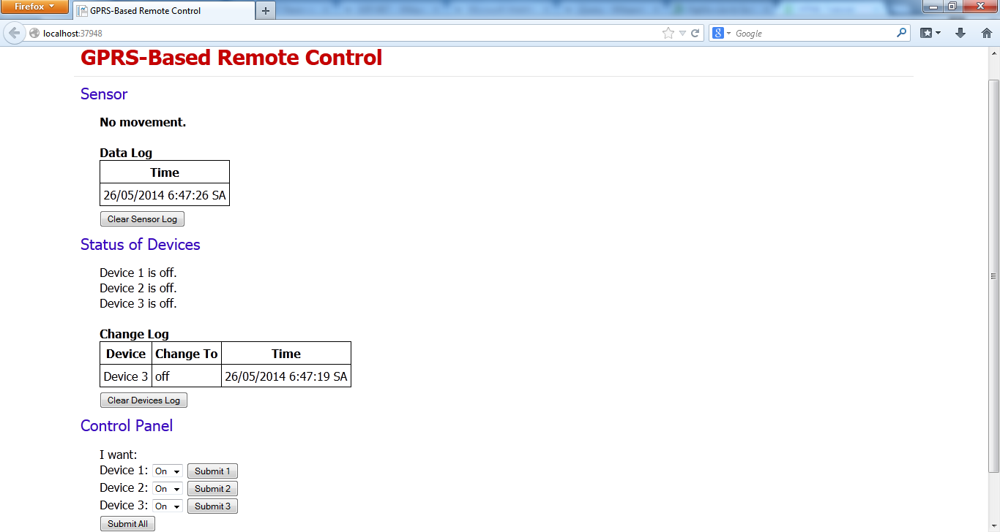 Firefox
GPRS-Based Remote Control
localhost:37948
Google
GPRS-Based Remote Control
Sensor
No movement.
Data Log
Time
26/05/2014 6:47:26 SA
Clear Sensor Log
Status of Devices
Device 1 is off.
Device 2 is off.
Device 3 is off.
Change Log
Device Change To Time
Device 3 off 26/05/2014 6:47:19 SA
Clear Devices Log
Control Panel
I want:
Device 1: On Submit 1
Device 2: On Submit 2
Device 3: On Submit 3
Submit All